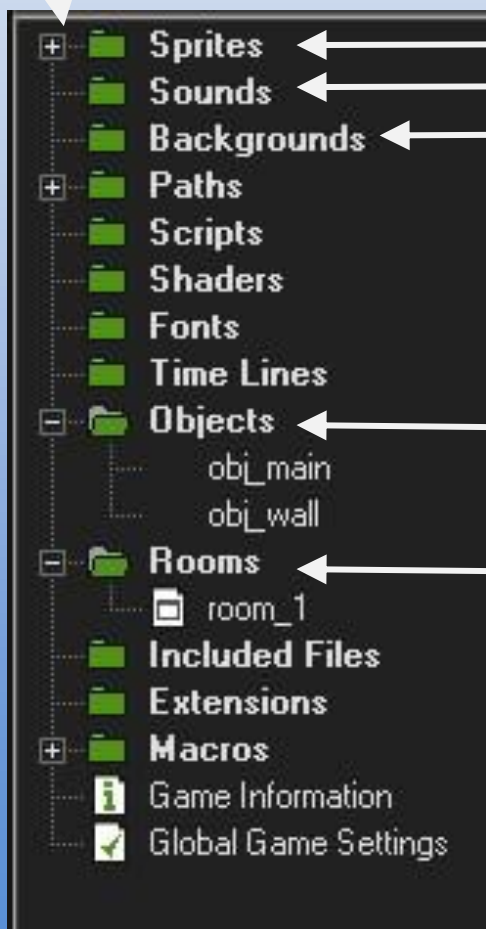 Sprites
Sounds
Backgrounds
Paths
Scripts
Shaders
Fonts
Time Lines
Objects
obj_main
obj_wall
Rooms
room_1
Included Files
Extensions
Macros
Game Information
Global Game Settings